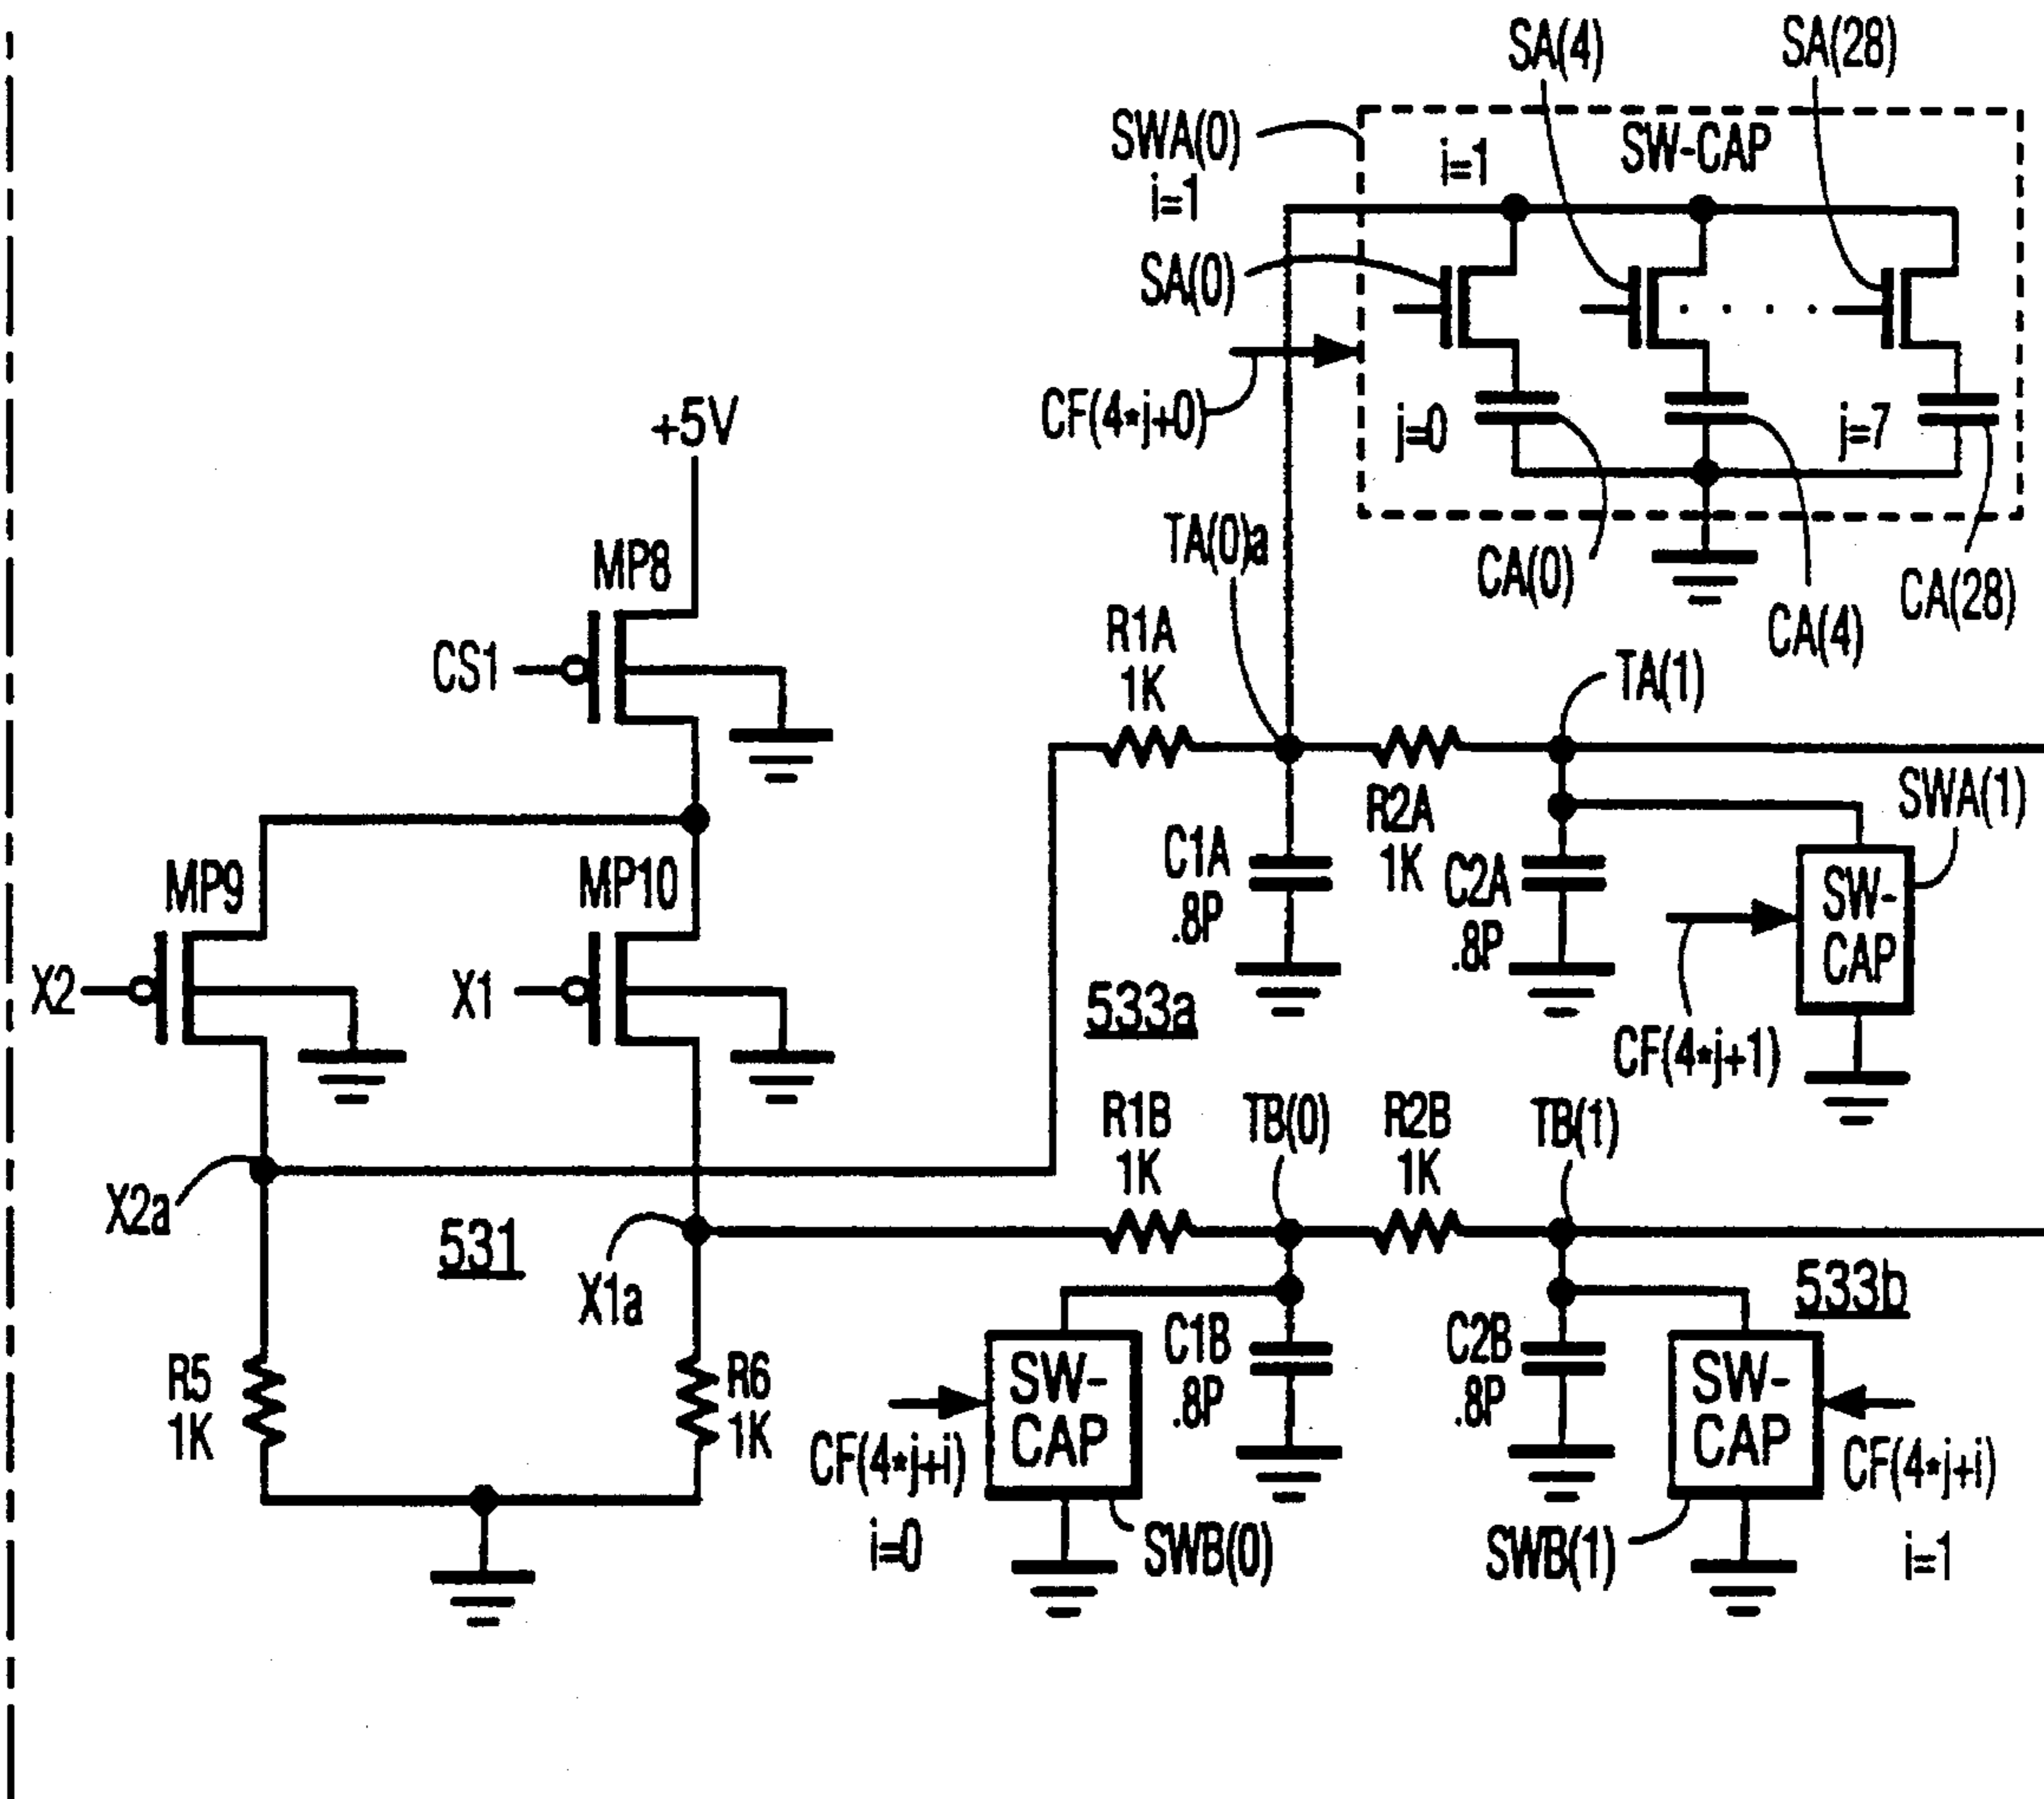 SA(4)
SA(28)
SWA(0)
i=1
i=1
SW-CAP
SA(0)
CF(4*j+0)
j=0
j=7
+5V
TA(0)a
CA(0)
CA(4)
CA(28)
MP8
CS1
R1A
1K
TA(1)
R2A
1K
SWA(1)
C1A
.8P
C2A
.8P
SW-
CAP
MP9
MP10
X2
X1
533a
CF(4*j+1)
R1B
1K
TB(0)
R2B
1K
TB(1)
X2a
531
X1a
533b
R5
1K
R6
1K
SW-
CAP
C1B
.8P
C2B
.8P
SW-
CAP
CF(4*j+i)
i=0
SWB(0)
SWB(1)
CF(4*j+i)
i=1